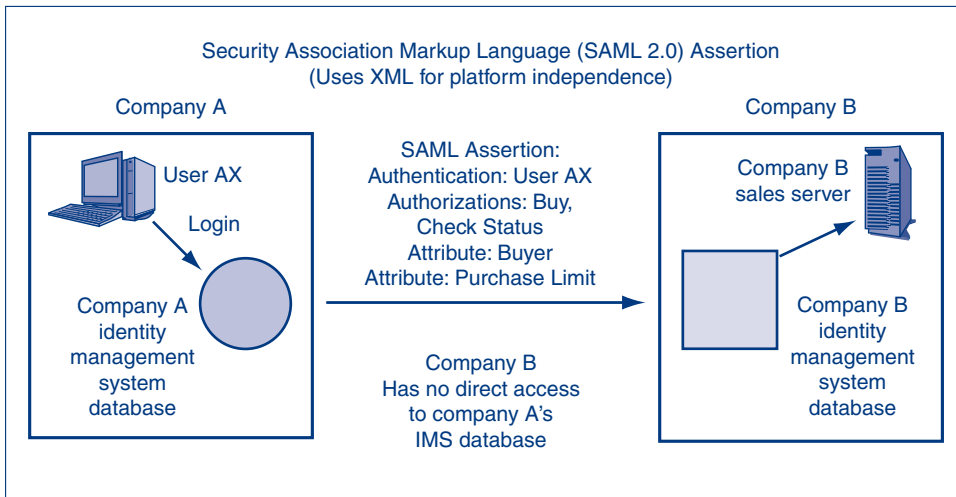 Security Association Markup Language (SAML 2.0) Assertion
(Uses XML for platform independence)
Company A
User AX
Login
Company A
identity
management
system
database
SAML Assertion:
Authentication: User AX
Authorizations: Buy,
Check Status
Attribute: Buyer
Attribute: Purchase Limit
Company B
Has no direct access
to company A's
IMS database
Company B
Company B
sales server
Company B
identity
management
system
database